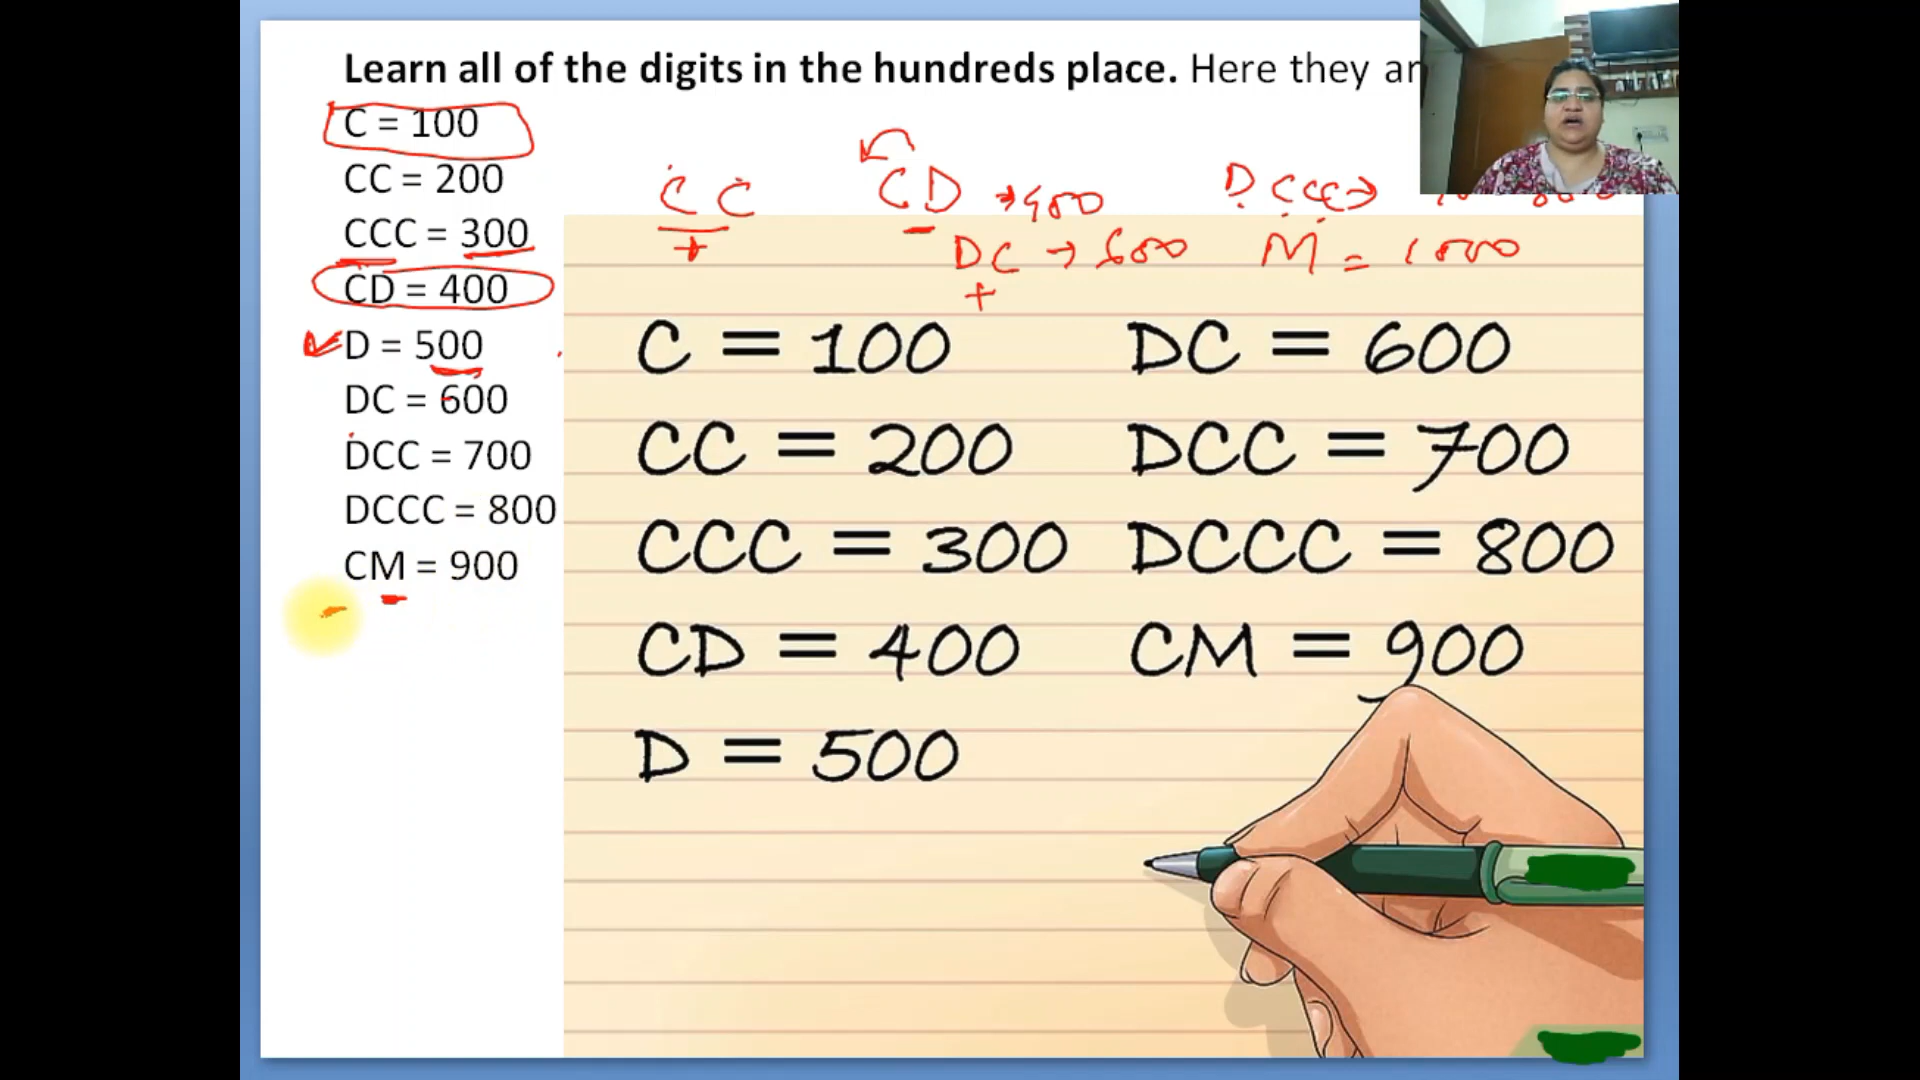 Learn all of the digits in the hundreds place. Here they ar
C = 100
CC = 200
CCC = 300
CD = 400
D = 500
DC = 600
DCC = 700
DCCC = 800
CM = 900
C C
+
CD → 400
DC → 600
+
DCCC →
M = 1000
C = 100
CC = 200
CCC = 300
CD = 400
D = 500
DC = 600
DCC = 700
DCCC = 800
CM = 900